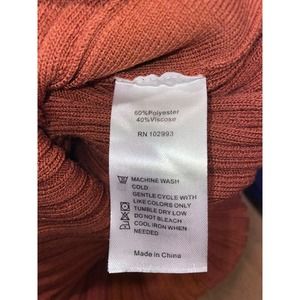 60%Polyester
40%Viscose
RN 102993
MACHINE WASH
COLD
GENTLE CYCLE WITH
LIKE COLORS ONLY
TUMBLE DRY LOW
DO NOT BLEACH
COOL IRON WHEN
NEEDED
Made in China